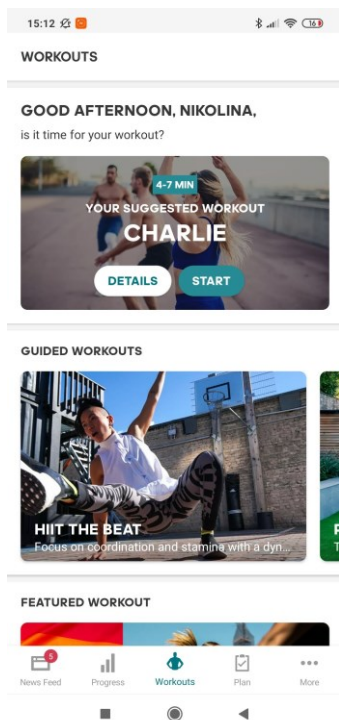 15:12
16
WORKOUTS
GOOD AFTERNOON, NIKOLINA,
is it time for your workout?
4-7 MIN
YOUR SUGGESTED WORKOUT
CHARLIE
DETAILS START
GUIDED WORKOUTS
HIIT THE BEAT
Focus on coordination and stamina with a dyn...
FEATURED WORKOUT
5
News Feed Progress Workouts Plan More